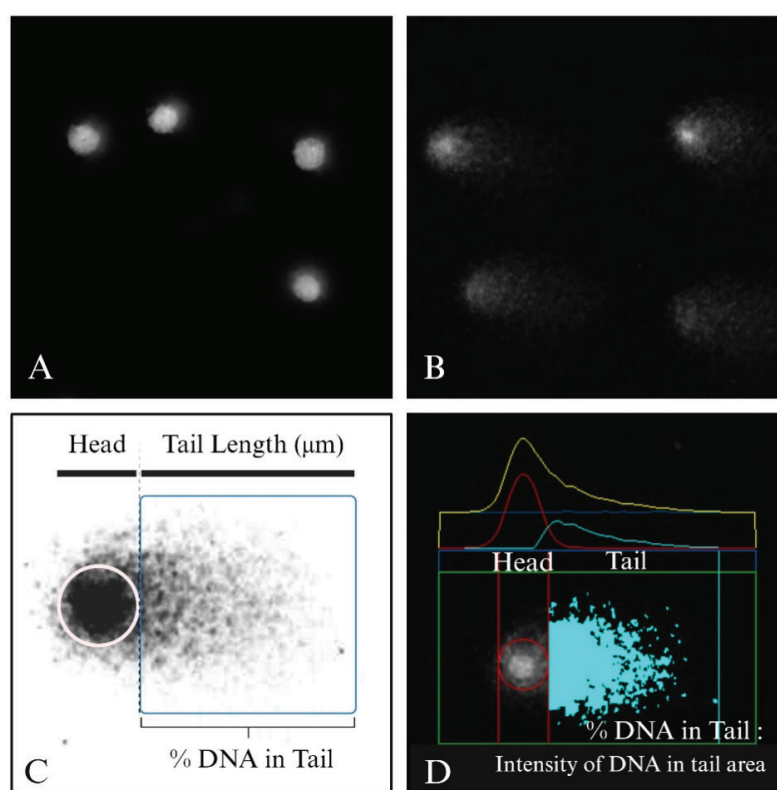 A
B
Head Tail Length (μm)
% DNA in Tail
C
Head Tail
% DNA in Tail :
Intensity of DNA in tail area
D